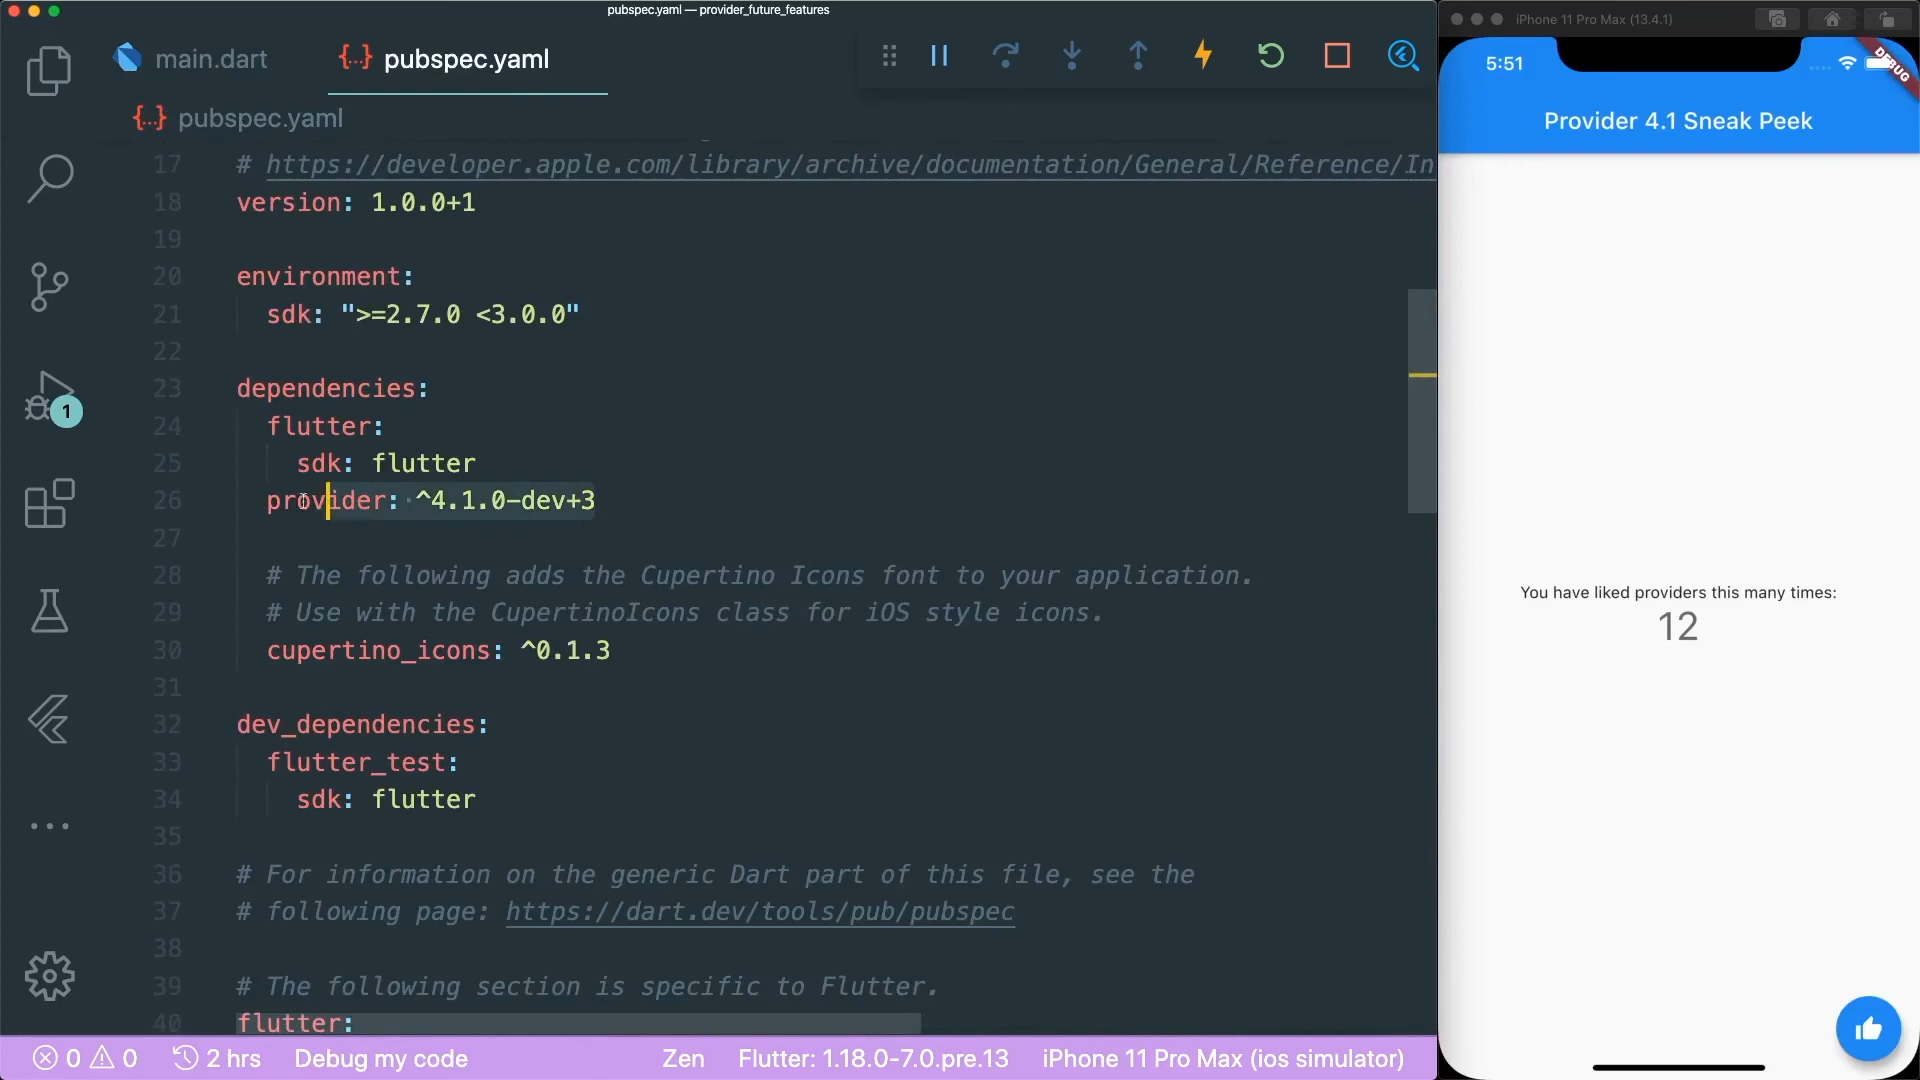 pubspec.yaml — provider_future_features
main.dart
{...} pubspec.yaml
{...} pubspec.yaml
17 # https://developer.apple.com/library/archive/documentation/General/Reference/In
18 version: 1.0.0+1
19
20 environment:
21 sdk: ">=2.7.0 <3.0.0"
22
23 dependencies:
24 flutter:
25 sdk: flutter
26 provider: ^4.1.0-dev+3
27
28 # The following adds the Cupertino Icons font to your application.
29 # Use with the CupertinoIcons class for iOS style icons.
30 cupertino_icons: ^0.1.3
31
32 dev_dependencies:
33 flutter_test:
34 sdk: flutter
35
36 # For information on the generic Dart part of this file, see the
37 # following page: https://dart.dev/tools/pub/pubspec
38
39 # The following section is specific to Flutter.
40 flutter:
1
0 0 2 hrs Debug my code Zen Flutter: 1.18.0-7.0.pre.13 iPhone 11 Pro Max (ios simulator)
iPhone 11 Pro Max (13.4.1)
5:51
DEBUG
Provider 4.1 Sneak Peek
You have liked providers this many times:
12